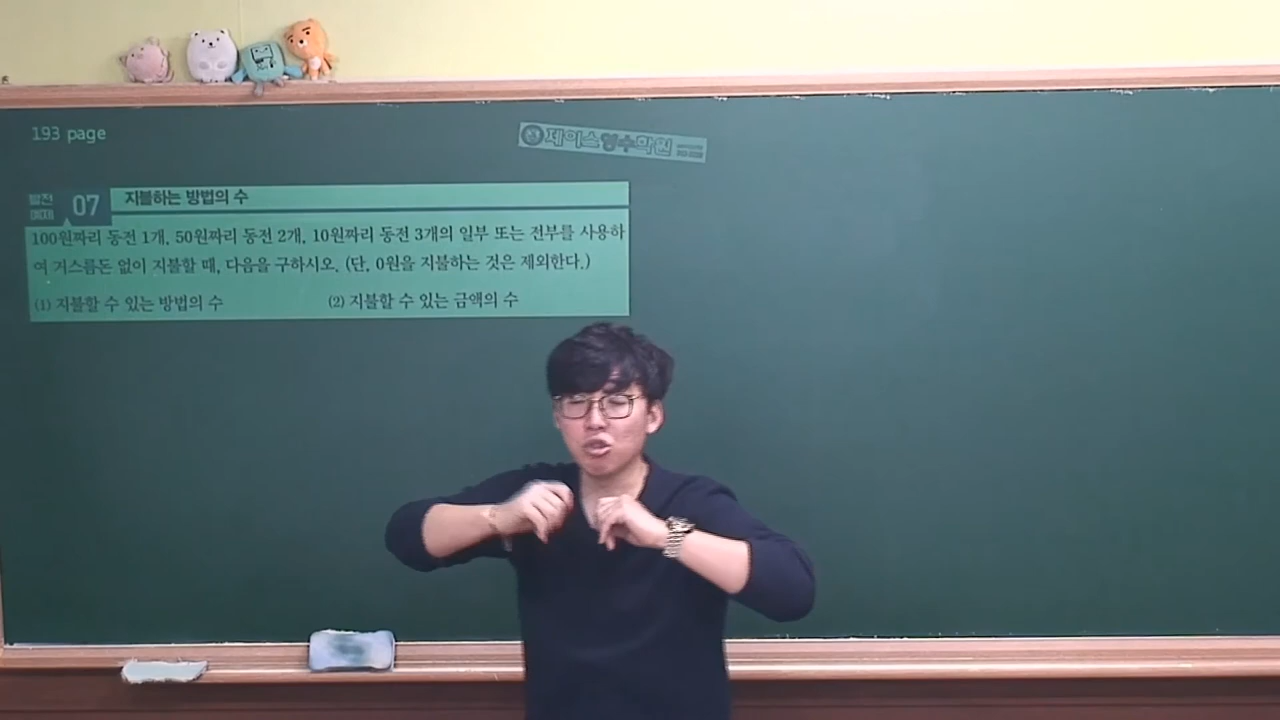 193 page
제이스영수학원
발전
예제
07
지불하는 방법의 수
100원짜리 동전 1개, 50원짜리 동전 2개, 10원짜리 동전 3개의 일부 또는 전부를 사용하
여 거스름돈 없이 지불할 때, 다음을 구하시오. (단, 0원을 지불하는 것은 제외한다.)
(1) 지불할 수 있는 방법의 수
(2) 지불할 수 있는 금액의 수